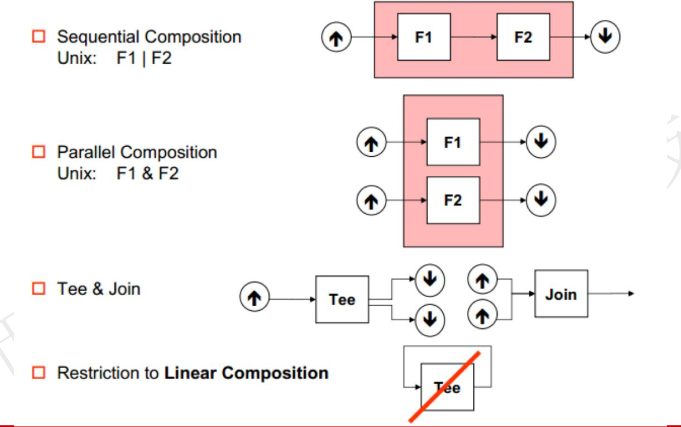 Sequential Composition
Unix: F1 | F2
F1
F2
Parallel Composition
Unix: F1 & F2
F1
F2
Tee & Join
Tee
Join
Restriction to Linear Composition
Tee